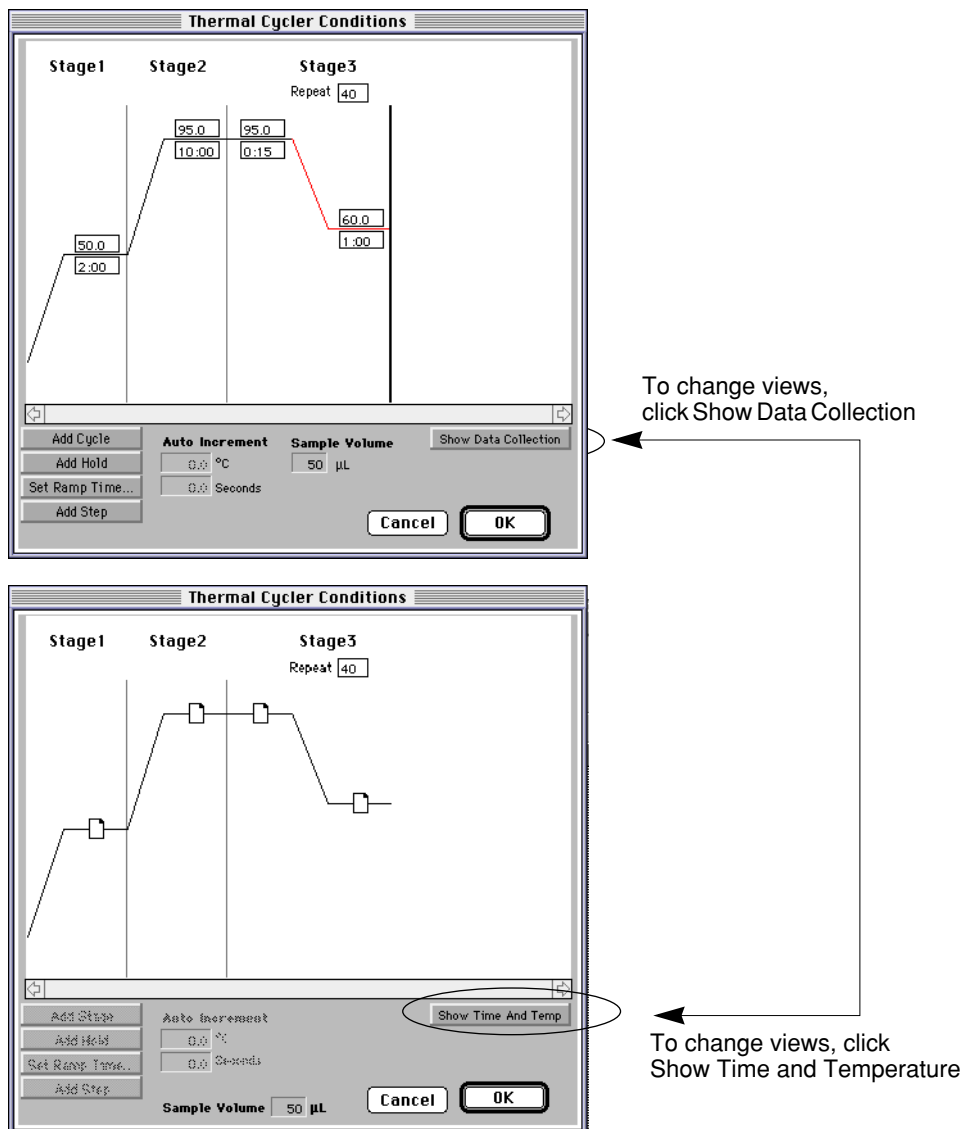 Thermal Cycler Conditions
Stage1 Stage2 Stage3
Repeat 40
95.0 95.0
10:00 0:15
60.0
1:00
50.0
2:00
To change views,
click Show Data Collection
Add Cycle
Add Hold
Set Ramp Time...
Add Step
Auto Increment
0.0 °C
0.0 Seconds
Sample Volume
50 µL
Show Data Collection
Cancel OK
Thermal Cycler Conditions
Stage1 Stage2 Stage3
Repeat 40
Add Stage
Add Hold
Set Ramp Time..
Add Step
Auto Increment
0.0 °C
0.0 Seconds
Sample Volume 50 µL
Show Time And Temp
Cancel OK
To change views, click
Show Time and Temperature